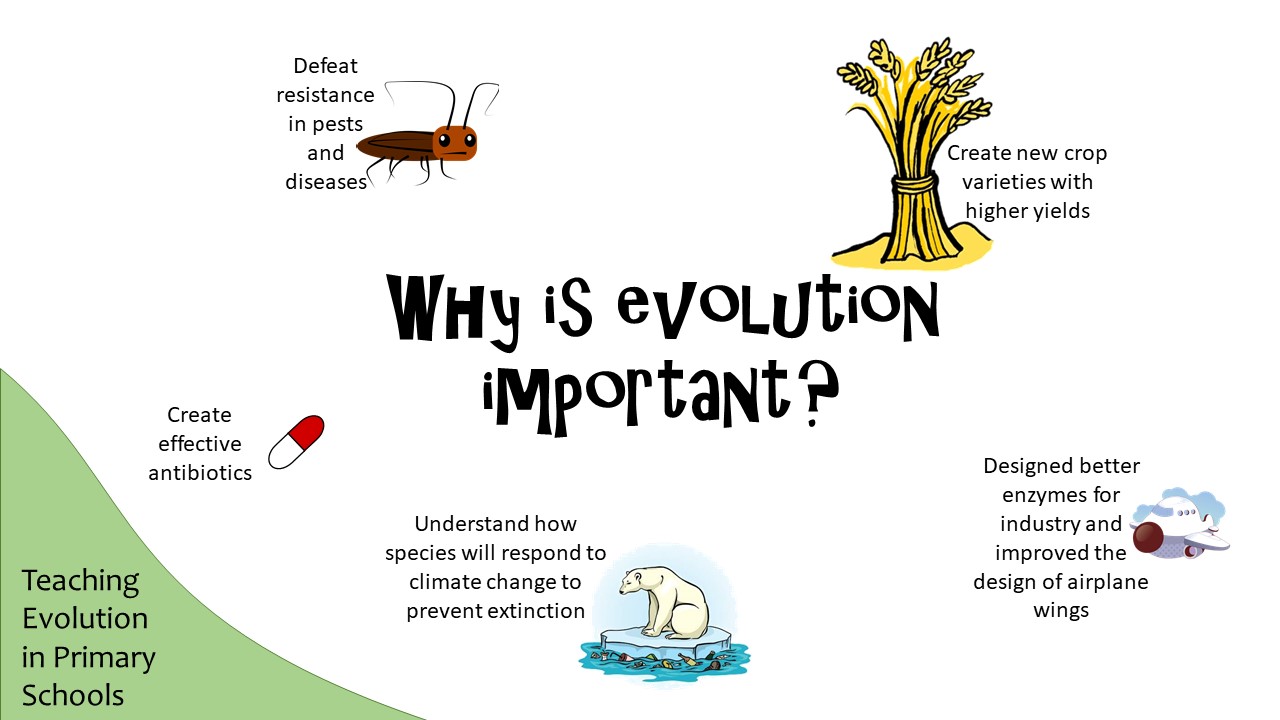 Defeat
resistance
in pests
and
diseases
Create new crop
varieties with
higher yields
Why is evolution
important?
Create
effective
antibiotics
Understand how
species will respond to
climate change to
prevent extinction
Designed better
enzymes for
industry and
improved the
design of airplane
wings
Teaching
Evolution
in Primary
Schools